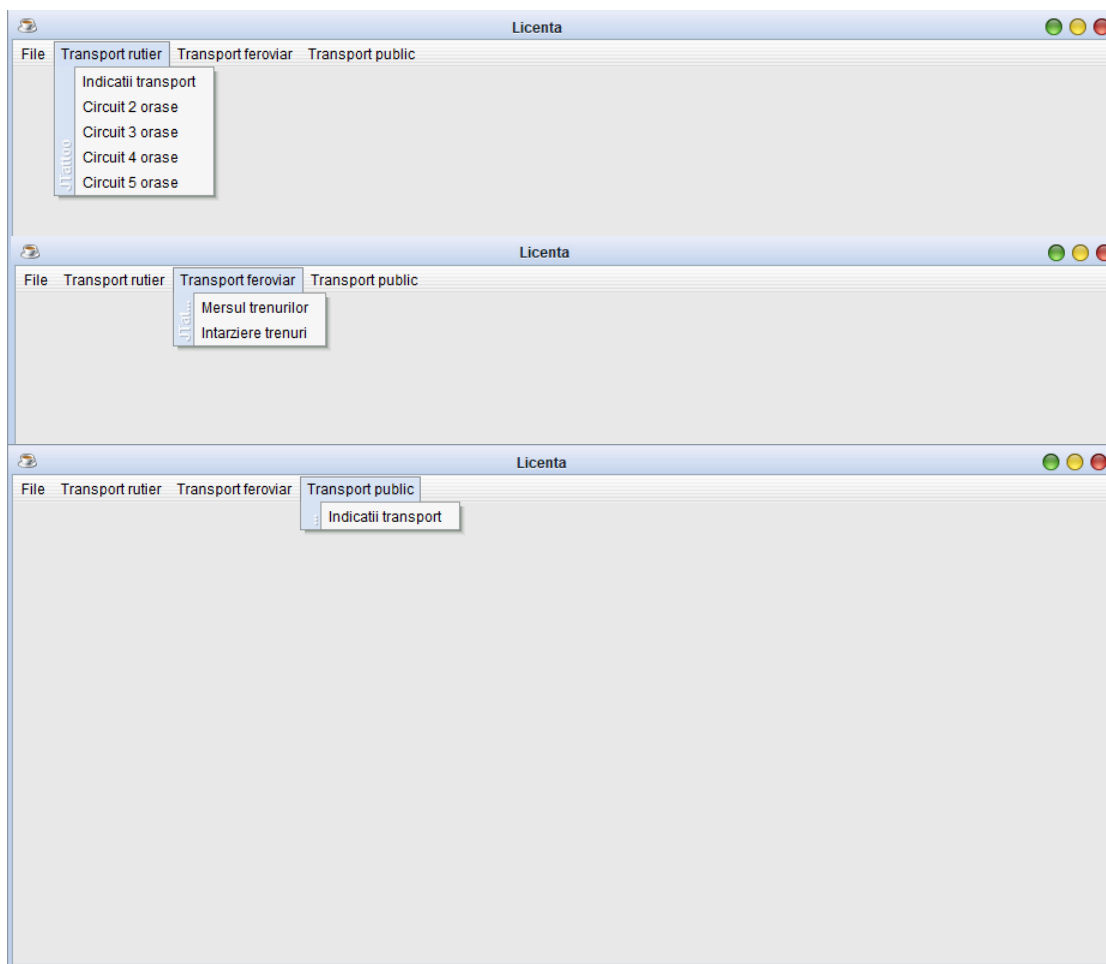 Licenta
File Transport rutier Transport feroviar Transport public
Indicatii transport
Circuit 2 orase
Circuit 3 orase
Circuit 4 orase
Circuit 5 orase
JTattoo
Licenta
File Transport rutier Transport feroviar Transport public
Mersul trenurilor
Intarziere trenuri
JTat...
Licenta
File Transport rutier Transport feroviar Transport public
Indicatii transport